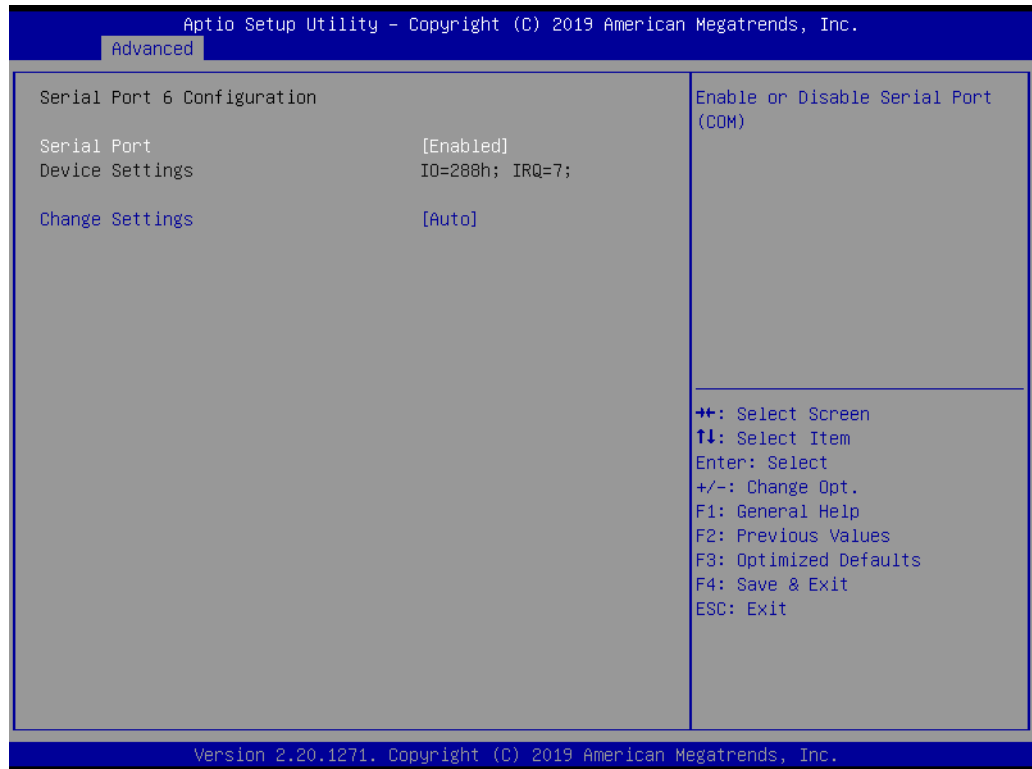 Aptio Setup Utility – Copyright (C) 2019 American Megatrends, Inc.
Advanced
Serial Port 6 Configuration
Serial Port [Enabled]
Device Settings IO=288h; IRQ=7;
Change Settings [Auto]
Enable or Disable Serial Port
(COM)
→←: Select Screen
↑↓: Select Item
Enter: Select
+/-: Change Opt.
F1: General Help
F2: Previous Values
F3: Optimized Defaults
F4: Save & Exit
ESC: Exit
Version 2.20.1271. Copyright (C) 2019 American Megatrends, Inc.